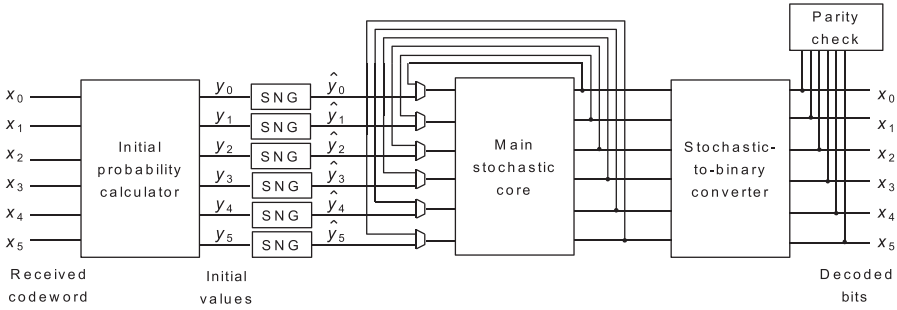 Parity
check
x0 y0 SNG ŷ0 x0
x1 y1 SNG ŷ1 x1
x2 y2 SNG ŷ2 x2
x3 y3 SNG ŷ3 x3
x4 y4 SNG ŷ4 x4
x5 y5 SNG ŷ5 x5
Initial
probability
calculator
Main
stochastic
core
Stochastic-
to-binary
converter
Received
codeword
Initial
values
Decoded
bits